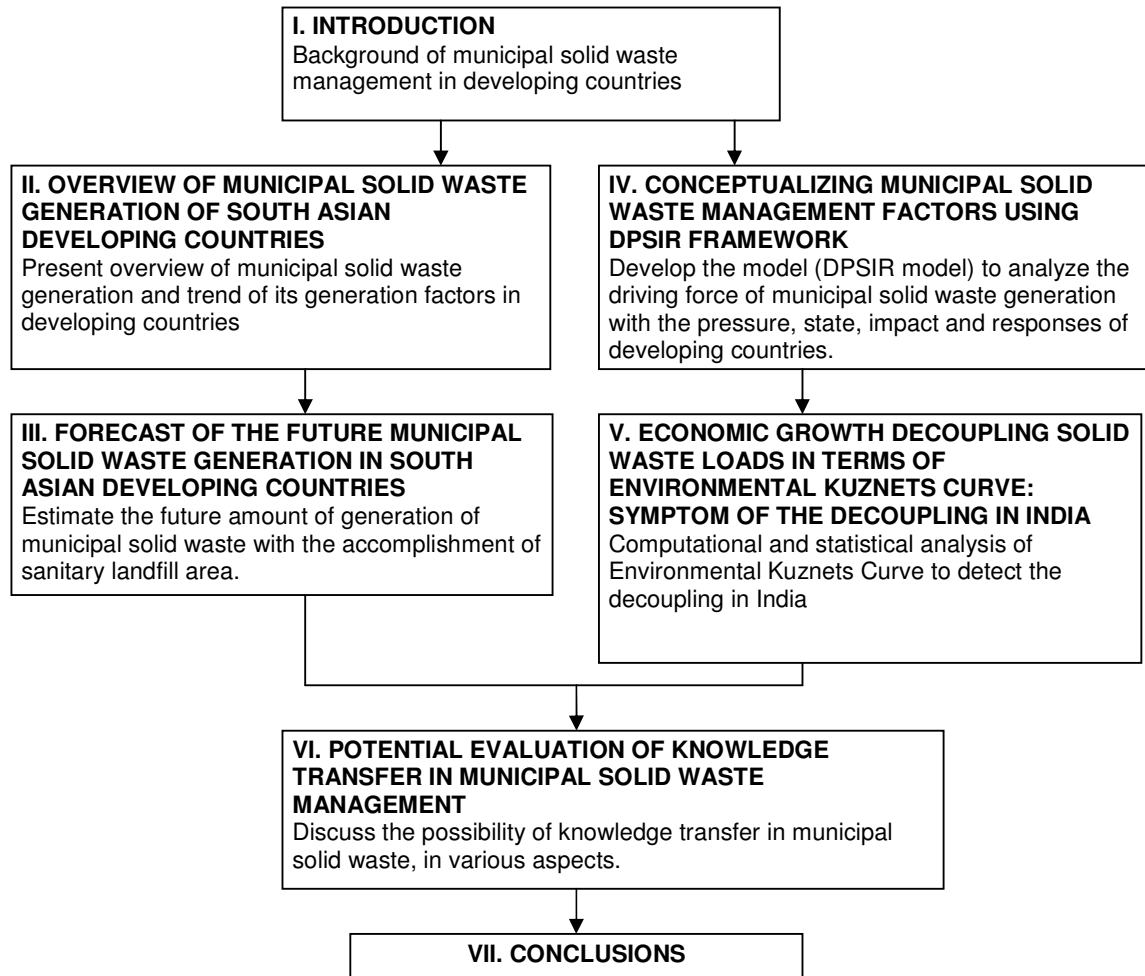 I. INTRODUCTION
Background of municipal solid waste
management in developing countries
II. OVERVIEW OF MUNICIPAL SOLID WASTE
GENERATION OF SOUTH ASIAN
DEVELOPING COUNTRIES
Present overview of municipal solid waste
generation and trend of its generation factors in
developing countries
IV. CONCEPTUALIZING MUNICIPAL SOLID
WASTE MANAGEMENT FACTORS USING
DPSIR FRAMEWORK
Develop the model (DPSIR model) to analyze the
driving force of municipal solid waste generation
with the pressure, state, impact and responses of
developing countries.
III. FORECAST OF THE FUTURE MUNICIPAL
SOLID WASTE GENERATION IN SOUTH
ASIAN DEVELOPING COUNTRIES
Estimate the future amount of generation of
municipal solid waste with the accomplishment of
sanitary landfill area.
V. ECONOMIC GROWTH DECOUPLING SOLID
WASTE LOADS IN TERMS OF
ENVIRONMENTAL KUZNETS CURVE:
SYMPTOM OF THE DECOUPLING IN INDIA
Computational and statistical analysis of
Environmental Kuznets Curve to detect the
decoupling in India
VI. POTENTIAL EVALUATION OF KNOWLEDGE
TRANSFER IN MUNICIPAL SOLID WASTE
MANAGEMENT
Discuss the possibility of knowledge transfer in municipal
solid waste, in various aspects.
VII. CONCLUSIONS